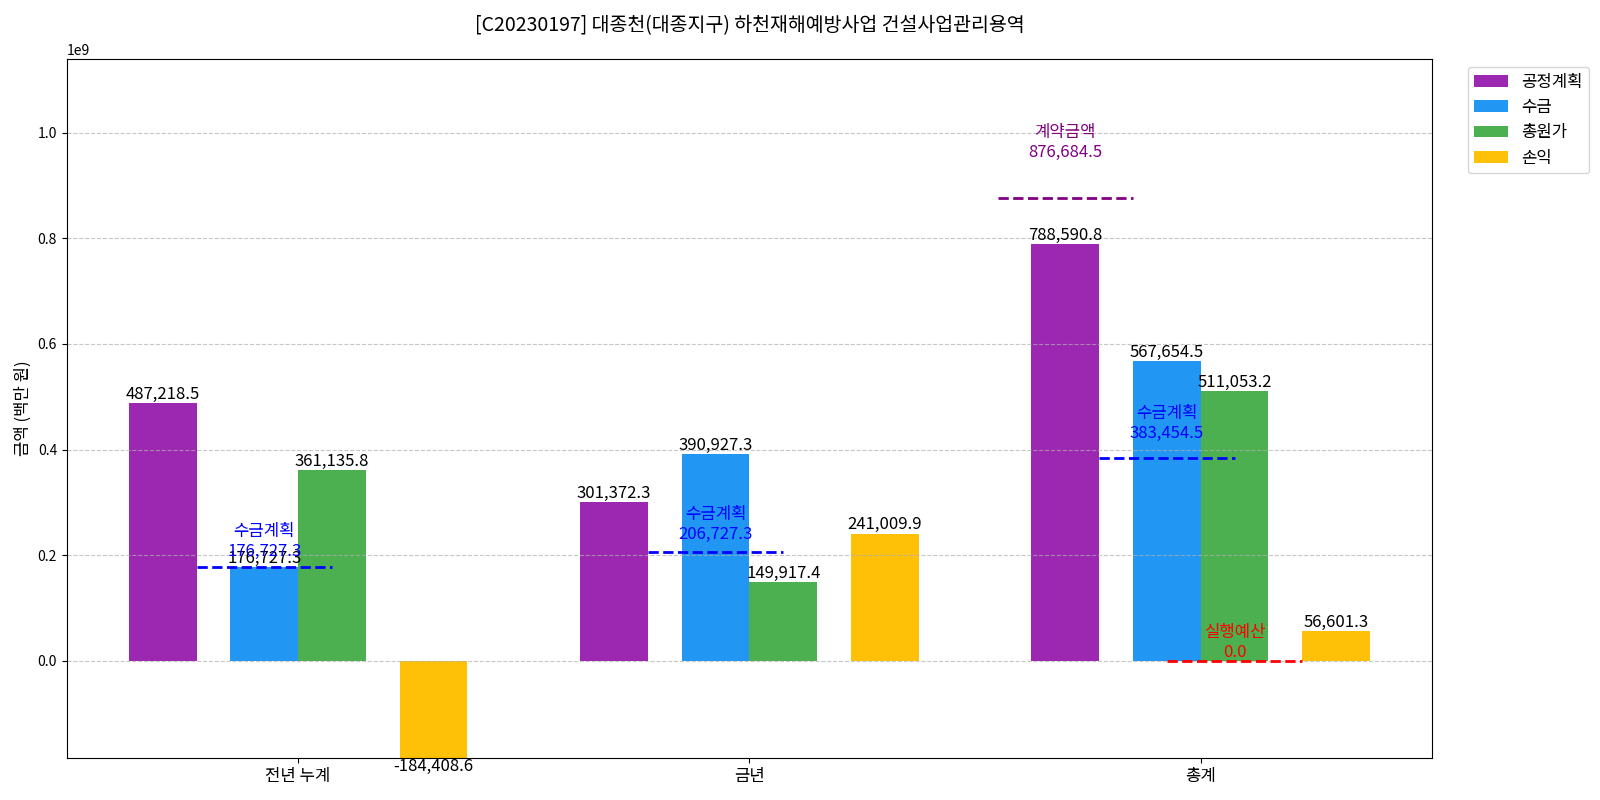 [C20230197] 대종천(대종지구) 하천재해예방사업 건설사업관리용역
1e9
금액 (백만 원)
1.0
0.8
0.6
0.4
0.2
0.0
487,218.5
수금계획
176,727.3
176,727.3
361,135.8
-184,408.6
301,372.3
390,927.3
수금계획
206,727.3
149,917.4
241,009.9
계약금액
876,684.5
788,590.8
567,654.5
수금계획
383,454.5
511,053.2
실행예산
0.0
56,601.3
전년 누계
금년
총계
공정계획
수금
총원가
손익